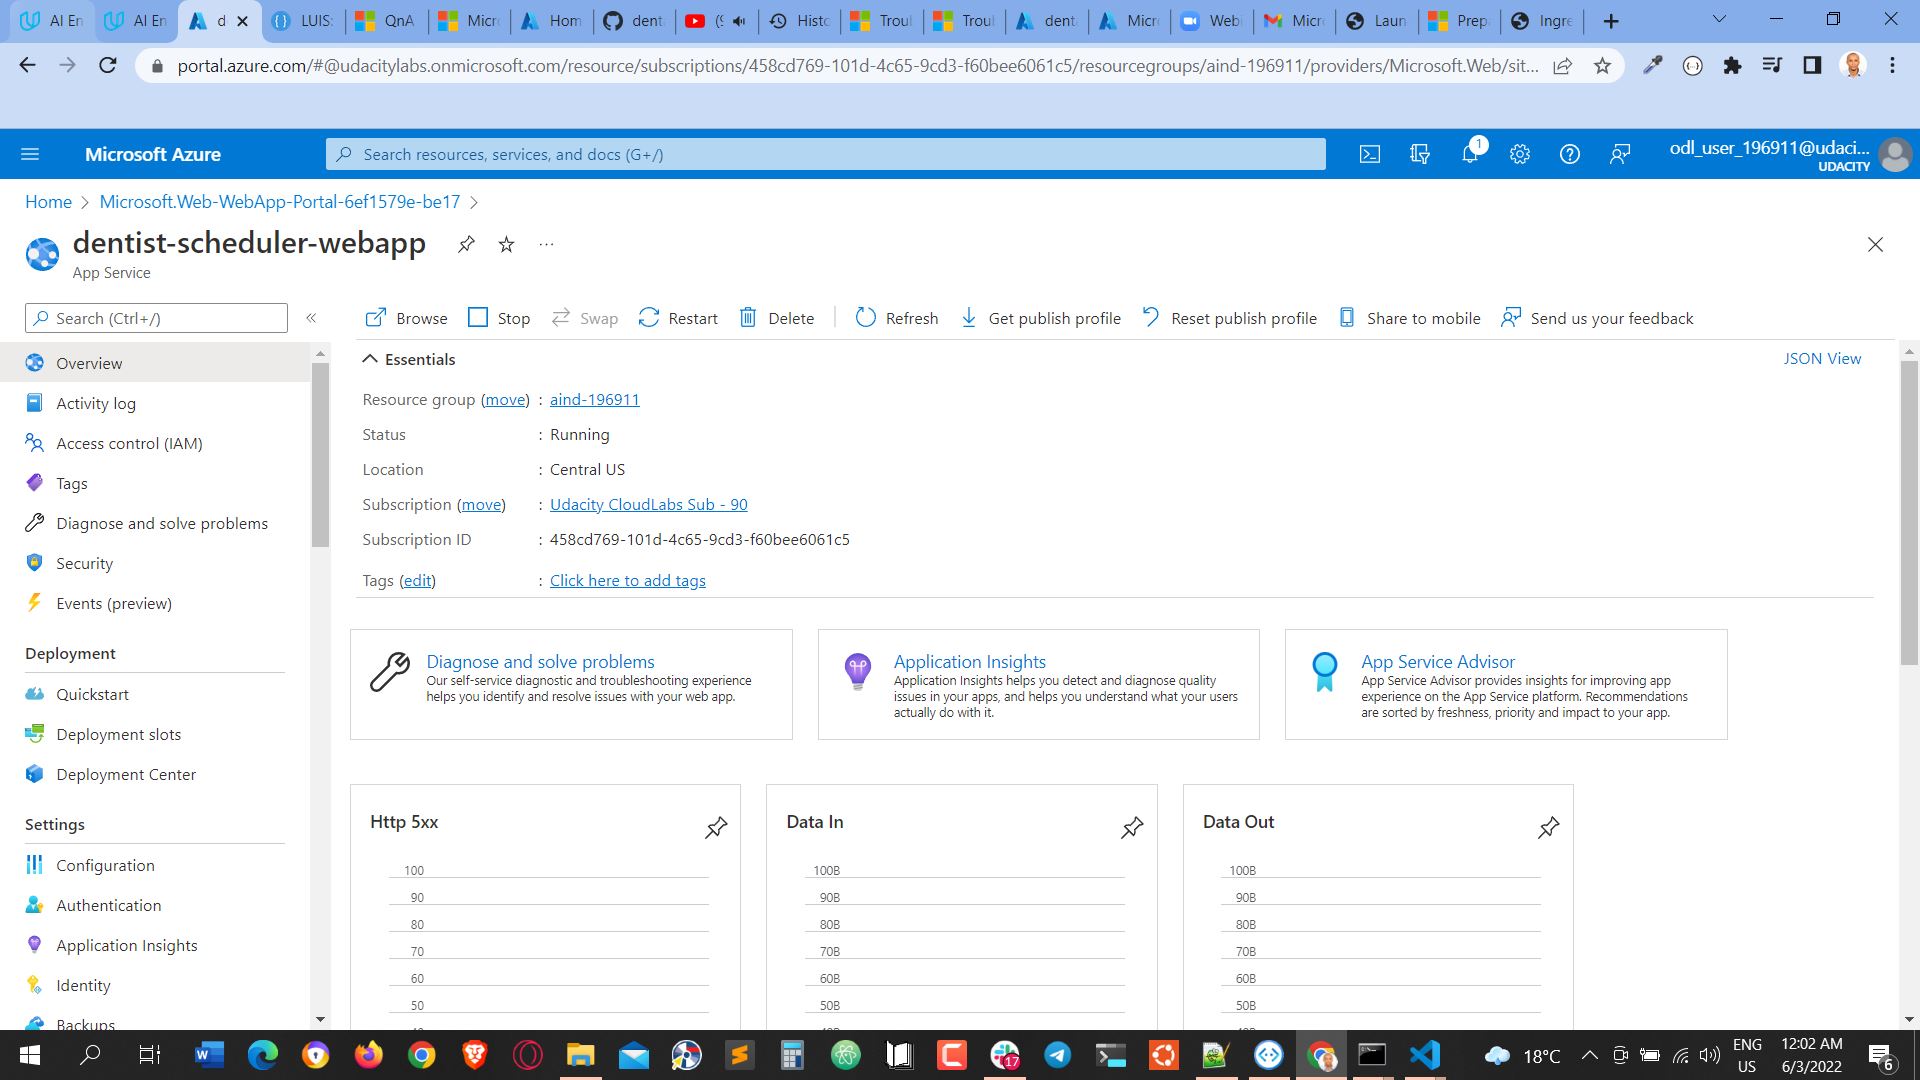 AI En
AI En
d
LUIS:
QnA
Micro
Hom
denta
(9
Histo
Troul
Troul
denti
Micro
Webi
Micro
Laun
Prep
Ingre
portal.azure.com/#@udacitylabs.onmicrosoft.com/resource/subscriptions/458cd769-101d-4c65-9cd3-f60bee6061c5/resourcegroups/aind-196911/providers/Microsoft.Web/sit...
Microsoft Azure
Search resources, services, and docs (G+/)
1
odl_user_196911@udaci...
UDACITY
Home > Microsoft.Web-WebApp-Portal-6ef1579e-be17 >
dentist-scheduler-webapp
App Service
Search (Ctrl+/)
Browse
Stop
Swap
Restart
Delete
Refresh
Get publish profile
Reset publish profile
Share to mobile
Send us your feedback
Overview
Activity log
Access control (IAM)
Tags
Diagnose and solve problems
Security
Events (preview)
Deployment
Quickstart
Deployment slots
Deployment Center
Settings
Configuration
Authentication
Application Insights
Identity
Backups
Essentials
JSON View
Resource group (move) : aind-196911
Status : Running
Location : Central US
Subscription (move) : Udacity CloudLabs Sub - 90
Subscription ID : 458cd769-101d-4c65-9cd3-f60bee6061c5
Tags (edit) : Click here to add tags
Diagnose and solve problems
Our self-service diagnostic and troubleshooting experience
helps you identify and resolve issues with your web app.
Application Insights
Application Insights helps you detect and diagnose quality
issues in your apps, and helps you understand what your users
actually do with it.
App Service Advisor
App Service Advisor provides insights for improving app
experience on the App Service platform. Recommendations
are sorted by freshness, priority and impact to your app.
Http 5xx
100
90
80
70
60
50
Data In
100B
90B
80B
70B
60B
50B
Data Out
100B
90B
80B
70B
60B
50B
17
18°C
ENG
US
12:02 AM
6/3/2022
6